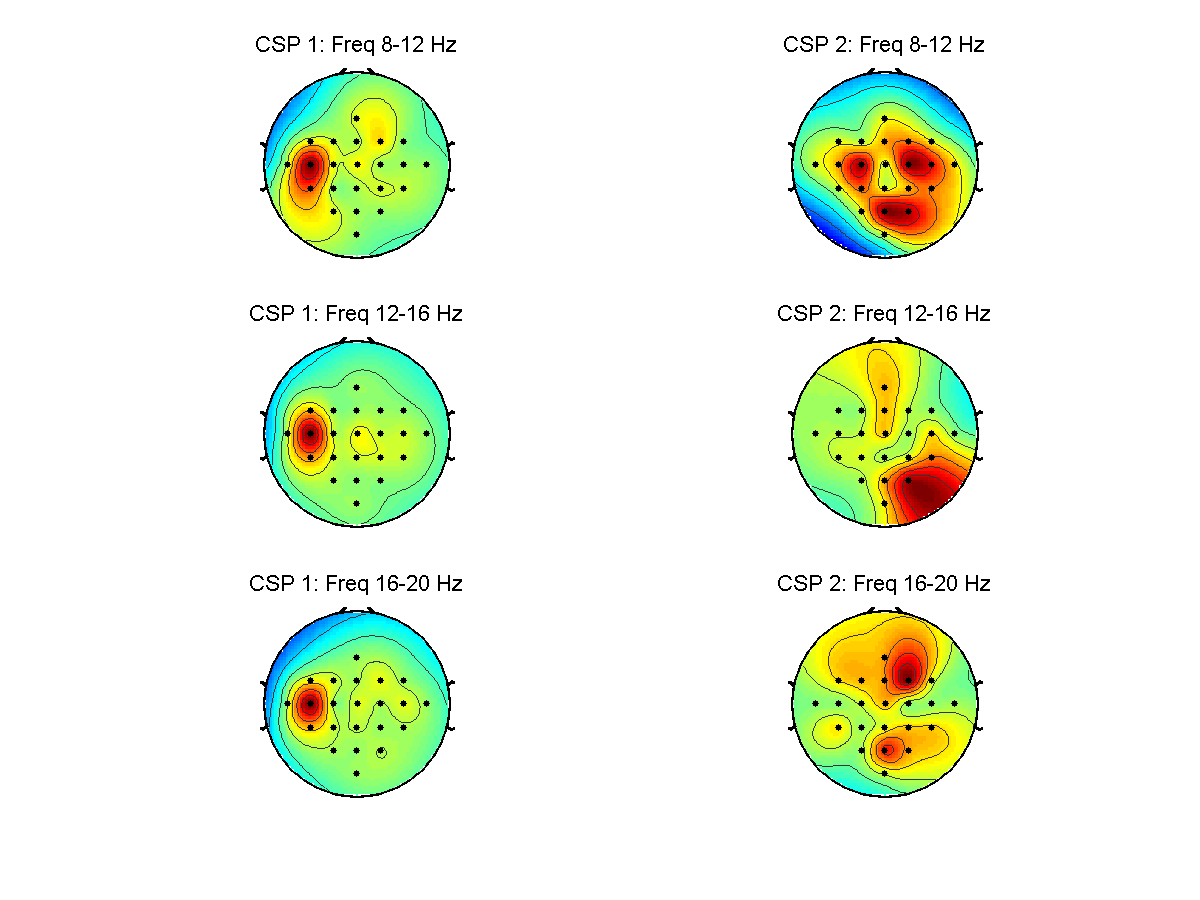 CSP 1: Freq 8-12 Hz
CSP 2: Freq 8-12 Hz
CSP 1: Freq 12-16 Hz
CSP 2: Freq 12-16 Hz
CSP 1: Freq 16-20 Hz
CSP 2: Freq 16-20 Hz